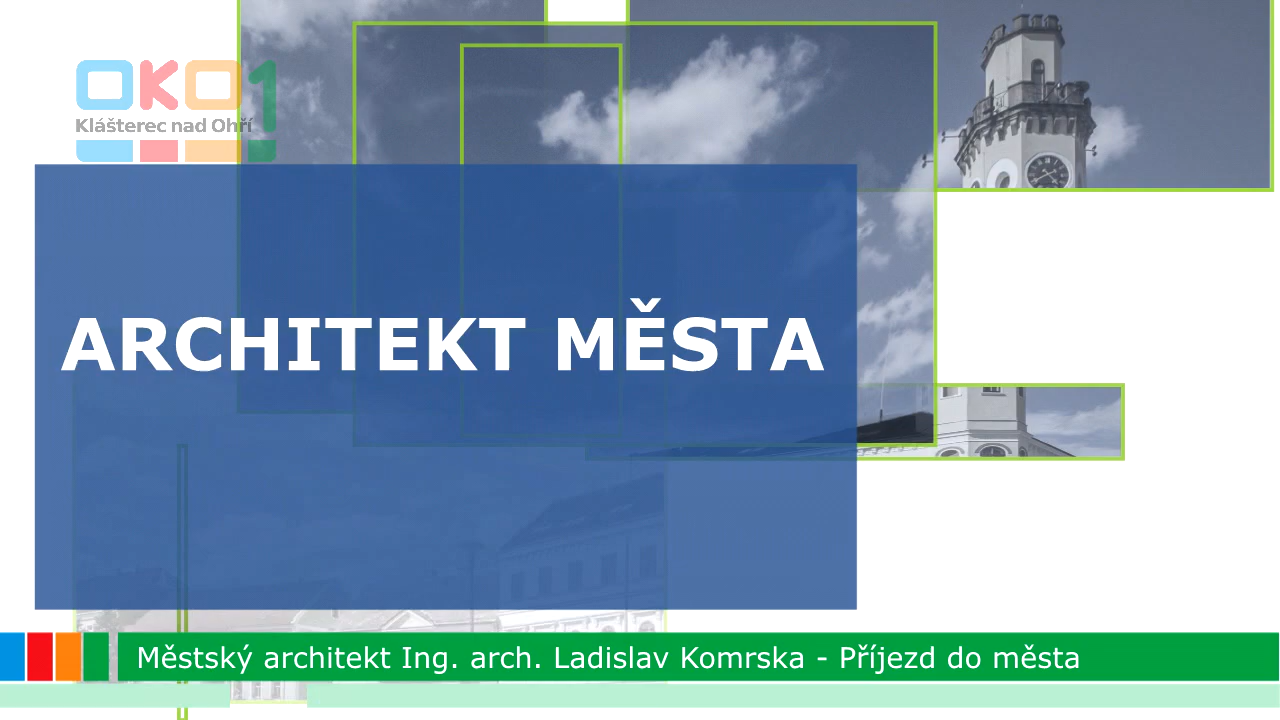 OKO1
Klášterec nad Ohří
ARCHITEKT MĚSTA
Městský architekt Ing. arch. Ladislav Komrska - Příjezd do města